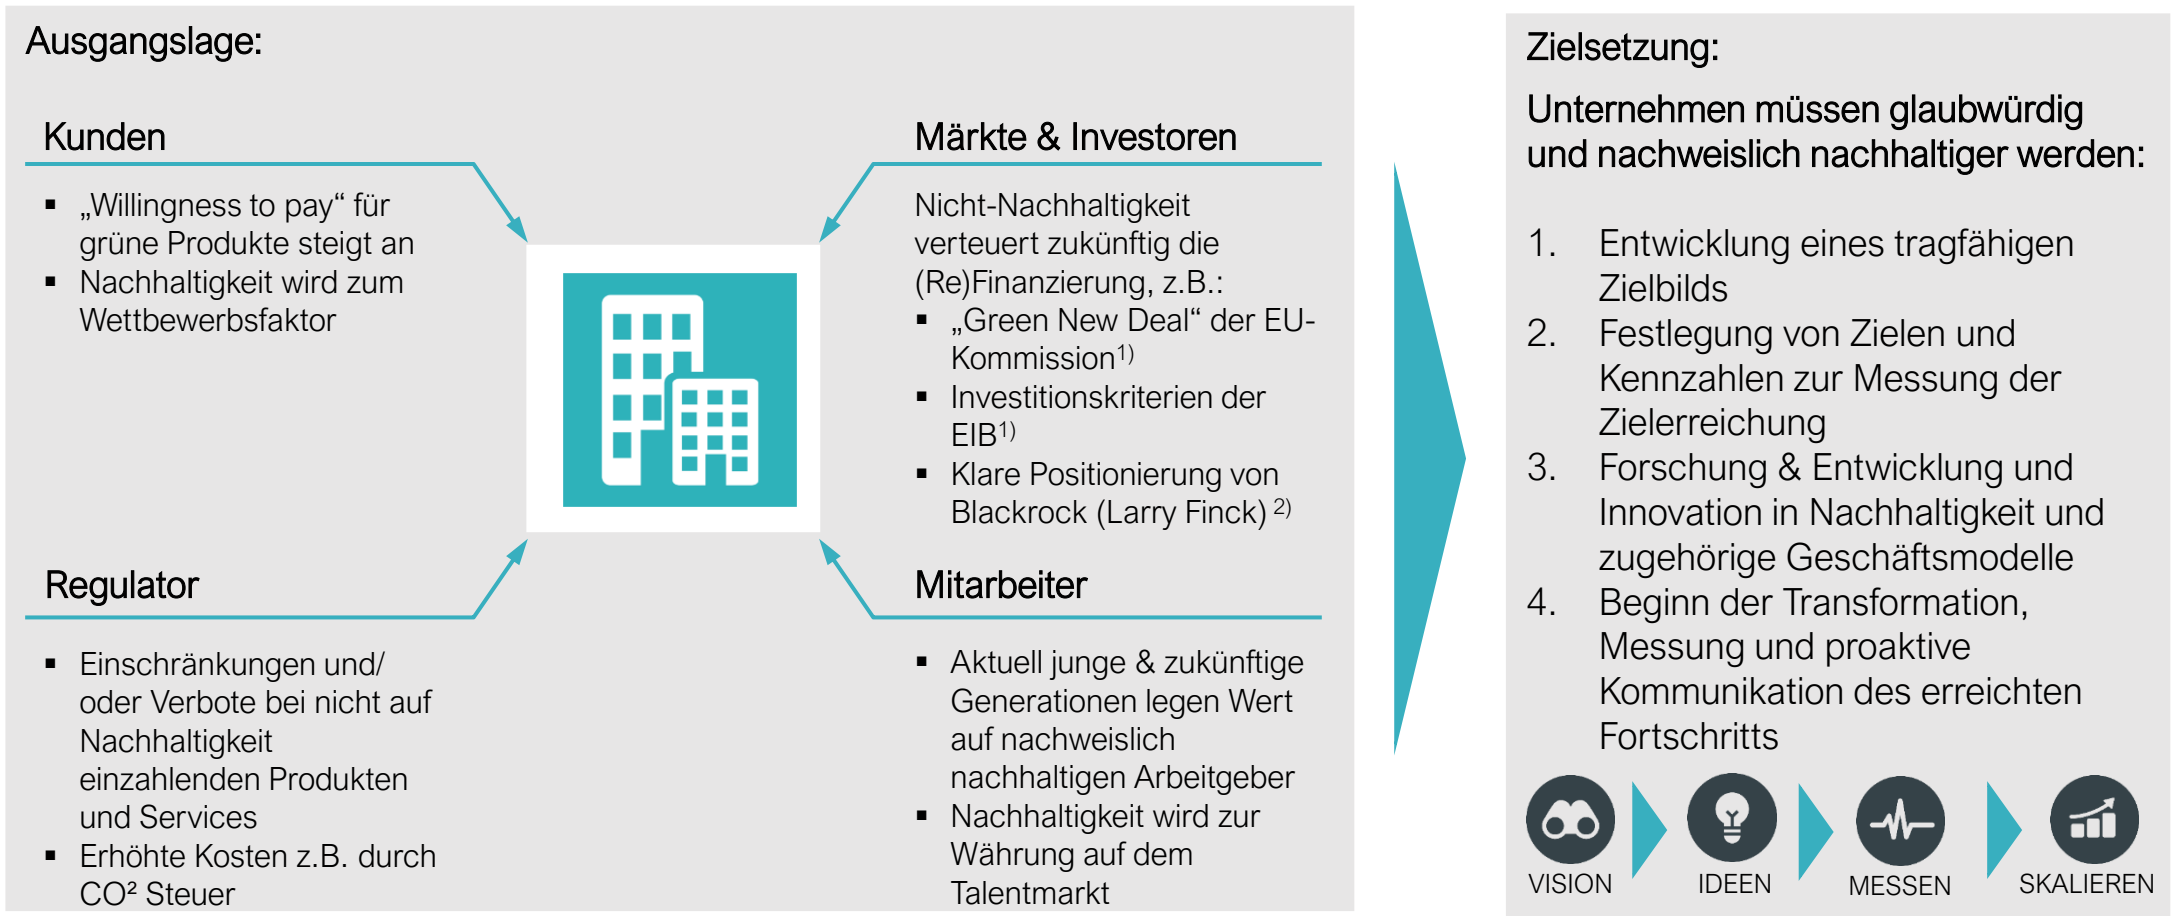 Ausgangslage:
Kunden
▪ „Willingness to pay“ für
grüne Produkte steigt an
▪ Nachhaltigkeit wird zum
Wettbewerbsfaktor
Märkte & Investoren
Nicht-Nachhaltigkeit
verteuert zukünftig die
(Re)Finanzierung, z.B.:
▪ „Green New Deal“ der EU-
Kommission¹⁾
▪ Investitionskriterien der
EIB¹⁾
▪ Klare Positionierung von
Blackrock (Larry Finck) ²⁾
Regulator
▪ Einschränkungen und/
oder Verbote bei nicht auf
Nachhaltigkeit
einzahlenden Produkten
und Services
▪ Erhöhte Kosten z.B. durch
CO² Steuer
Mitarbeiter
▪ Aktuell junge & zukünftige
Generationen legen Wert
auf nachweislich
nachhaltigen Arbeitgeber
▪ Nachhaltigkeit wird zur
Währung auf dem
Talentmarkt
Zielsetzung:
Unternehmen müssen glaubwürdig
und nachweislich nachhaltiger werden:
1. Entwicklung eines tragfähigen
Zielbilds
2. Festlegung von Zielen und
Kennzahlen zur Messung der
Zielerreichung
3. Forschung & Entwicklung und
Innovation in Nachhaltigkeit und
zugehörige Geschäftsmodelle
4. Beginn der Transformation,
Messung und proaktive
Kommunikation des erreichten
Fortschritts
VISION
IDEEN
MESSEN
SKALIEREN